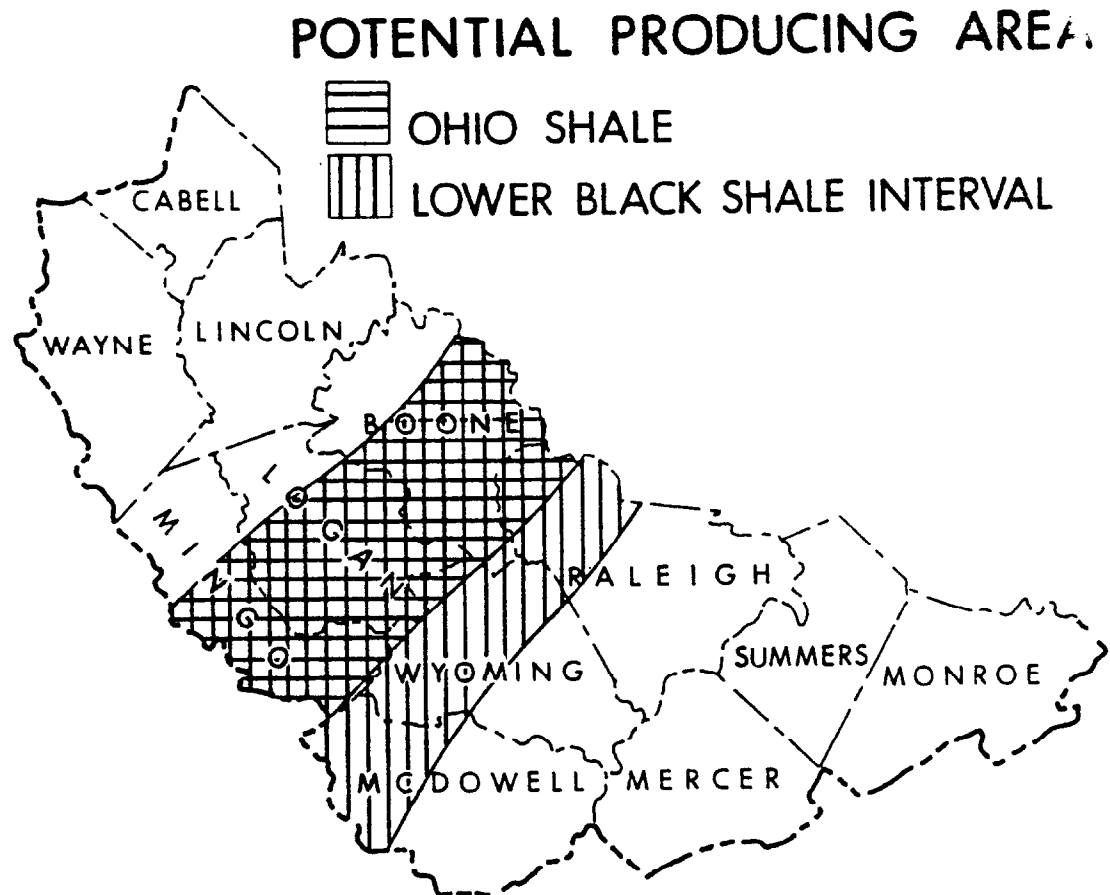 POTENTIAL PRODUCING AREA
OHIO SHALE
LOWER BLACK SHALE INTERVAL
CABELL
WAYNE
LINCOLN
BOONE
LOGAN
MINGO
RALEIGH
WYOMING
SUMMERS
MONROE
MCDOWELL
MERCER